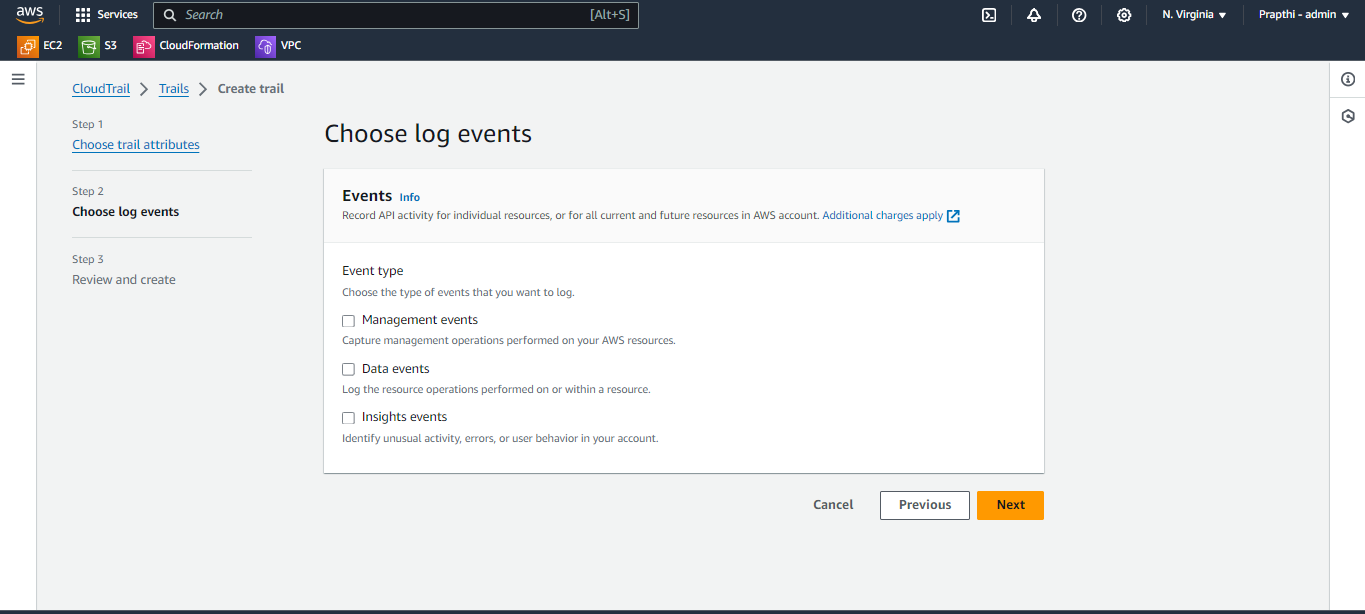 aws Services Search [Alt+S] N. Virginia Prapthi - admin
EC2 S3 CloudFormation VPC
CloudTrail Trails Create trail
Step 1
Choose trail attributes
Step 2
Choose log events
Step 3
Review and create
Choose log events
Events Info
Record API activity for individual resources, or for all current and future resources in AWS account. Additional charges apply
Event type
Choose the type of events that you want to log.
Management events
Capture management operations performed on your AWS resources.
Data events
Log the resource operations performed on or within a resource.
Insights events
Identify unusual activity, errors, or user behavior in your account.
Cancel Previous Next